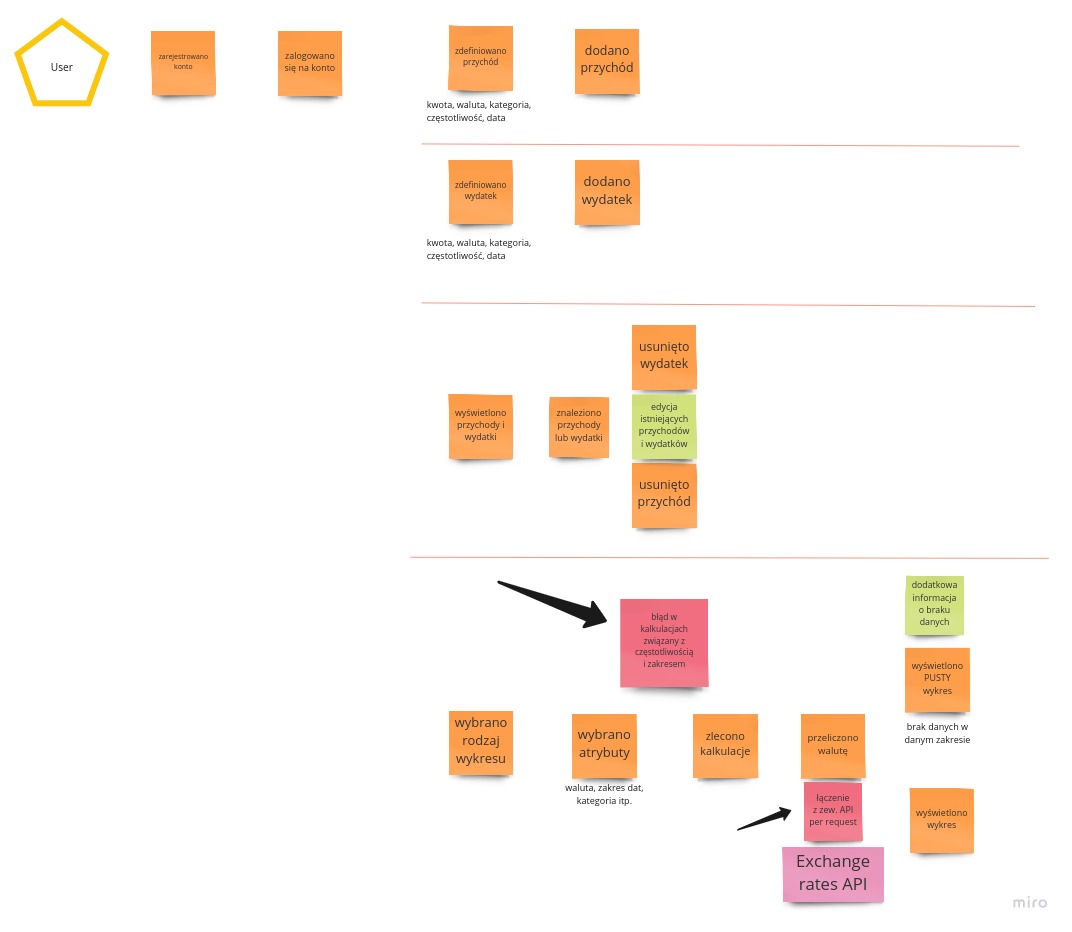 User
zarejestrowano
konto
zalogowano
się na konto
zdefiniowano
przychód
dodano
przychód
kwota, waluta, kategoria,
częstotliwość, data
zdefiniowano
wydatek
dodano
wydatek
kwota, waluta, kategoria,
częstotliwość, data
usunięto
wydatek
wyświetlono
przychody i
wydatki
znaleziono
przychody
lub wydatki
edycja
istniejących
przychodów
i wydatków
usunięto
przychód
błąd w
kalkulacjach
związany z
częstotliwością
i zakresem
dodatkowa
informacja
o braku
danych
wyświetlono
PUSTY
wykres
brak danych w
danym zakresie
wybrano
rodzaj
wykresu
wybrano
atrybuty
waluta, zakres dat,
kategoria itp.
zlecono
kalkulacje
przeliczono
walutę
łączenie
z zew. API
per request
Exchange
rates API
wyświetlono
wykres
miro